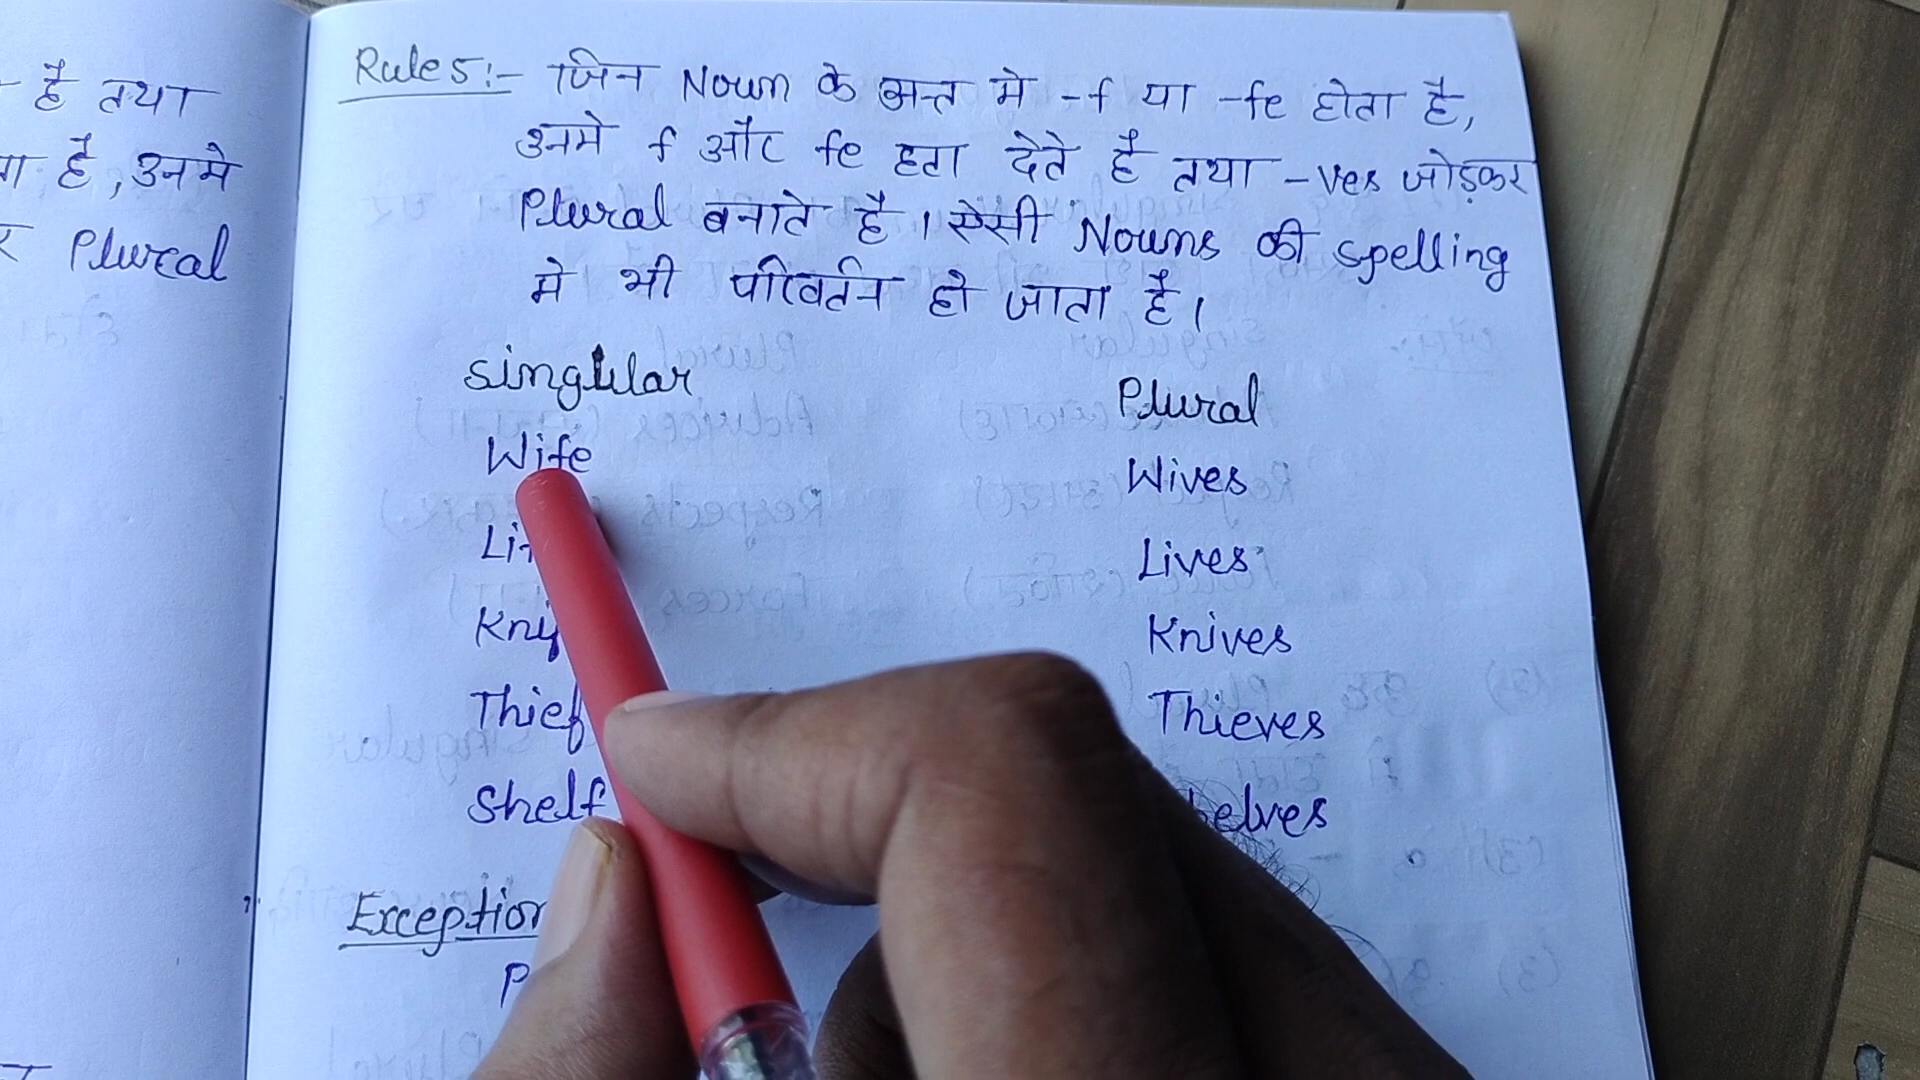 है तथा
है, उनमे
Plural
Rule 5:- जिन Noun के अन्त मे -f या -fe होता है,
उनमे f और fe हटा देते है तथा -ves जोड़कर
Plural बनाते है। ऐसी Nouns की spelling
मे भी परिवर्तन हो जाता है।
Singular Plural
Wife Wives
Lives
Knives
Thief Thieves
Shelf
Exception